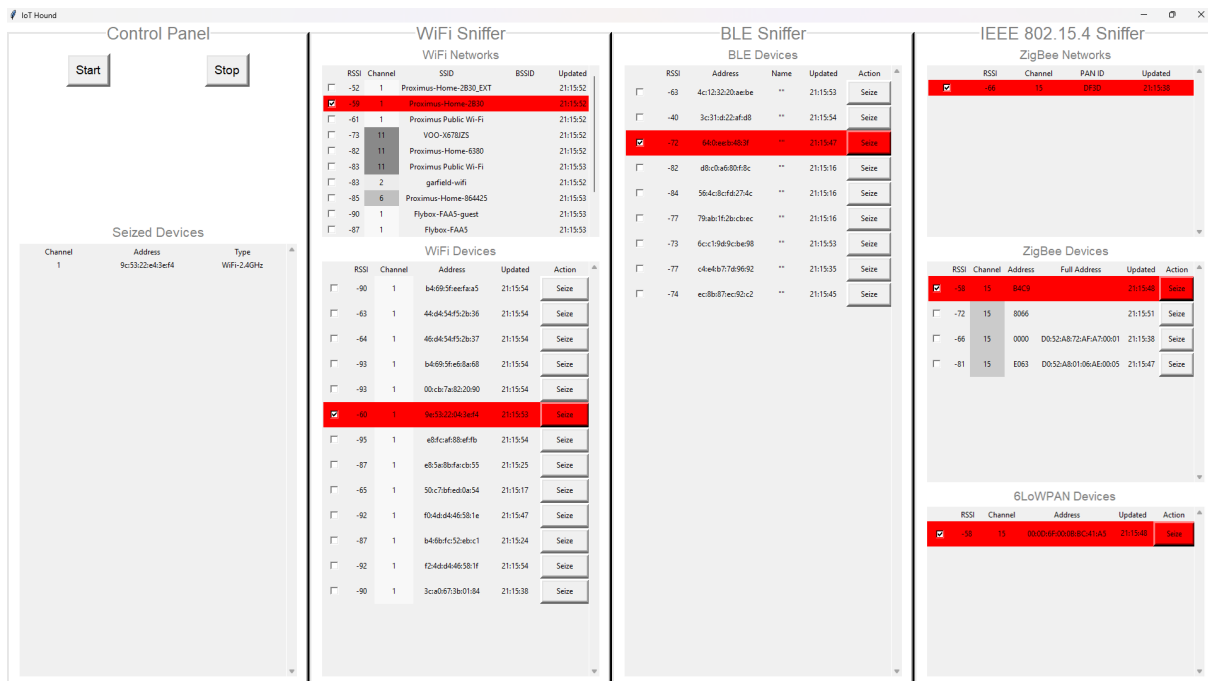 IoT Hound
Control Panel
Start
Stop
Seized Devices
Channel Address Type
1 9c:53:22:e4:3e:f4 WiFi-2.4GHz
WiFi Sniffer
WiFi Networks
RSSI Channel SSID BSSID Updated
-52 1 Proximus-Home-2B30_EXT 21:15:52
-59 1 Proximus-Home-2B30 21:15:52
-61 1 Proximus Public Wi-Fi 21:15:52
-73 11 VOO-X678JZS 21:15:52
-82 11 Proximus-Home-6380 21:15:52
-83 11 Proximus Public Wi-Fi 21:15:53
-83 2 garfield-wifi 21:15:52
-85 6 Proximus-Home-864425 21:15:53
-90 1 Flybox-FAA5-guest 21:15:53
-87 1 Flybox-FAA5 21:15:53
WiFi Devices
RSSI Channel Address Updated Action
-90 1 b4:69:5f:ee:fa:a5 21:15:54 Seize
-63 1 44:d4:54:f5:2b:36 21:15:54 Seize
-64 1 46:d4:54:f5:2b:37 21:15:54 Seize
-93 1 b4:69:5f:e6:8a:68 21:15:54 Seize
-93 1 00:cb:7a:82:20:90 21:15:54 Seize
-60 1 21:15:53 Seize
-95 1 e8:fc:af:88:ef:fb 21:15:54 Seize
-87 1 e8:5a:8b:fa:cb:55 21:15:25 Seize
-65 1 50:c7:bf:ed:0a:54 21:15:17 Seize
-92 1 f0:4d:d4:46:58:1e 21:15:47 Seize
-87 1 b4:6b:fc:52:eb:c1 21:15:24 Seize
-92 1 f2:4d:d4:46:58:1f 21:15:54 Seize
-90 1 3c:a0:67:3b:01:84 21:15:38 Seize
BLE Sniffer
BLE Devices
RSSI Address Name Updated Action
-63 4c:12:32:20:ae:be "" 21:15:53 Seize
-40 3c:31:d:22:af:d8 "" 21:15:54 Seize
-72 "" 21:15:47 Seize
-82 d8:c0:a6:80:f:8c "" 21:15:16 Seize
-84 56:4c:8c:fd:27:4c "" 21:15:16 Seize
-77 79:ab:1f:2b:cb:ec "" 21:15:16 Seize
-73 6c:c1:9d:9c:be:98 "" 21:15:53 Seize
-77 c4:e4:b7:7d:96:92 "" 21:15:35 Seize
-74 ec:8b:87:ec:92:c2 "" 21:15:45 Seize
IEEE 802.15.4 Sniffer
ZigBee Networks
RSSI Channel PAN ID Updated
-66 15 DF3D 21:15:38
ZigBee Devices
RSSI Channel Address Full Address Updated Action
-58 15 B4C9 21:15:48 Seize
-72 15 8066 21:15:51 Seize
-66 15 0000 D0:52:A8:72:AF:A7:00:01 21:15:38 Seize
-81 15 E063 D0:52:A8:01:06:AE:00:05 21:15:47 Seize
6LoWPAN Devices
RSSI Channel Address Updated Action
-58 15 21:15:48 Seize